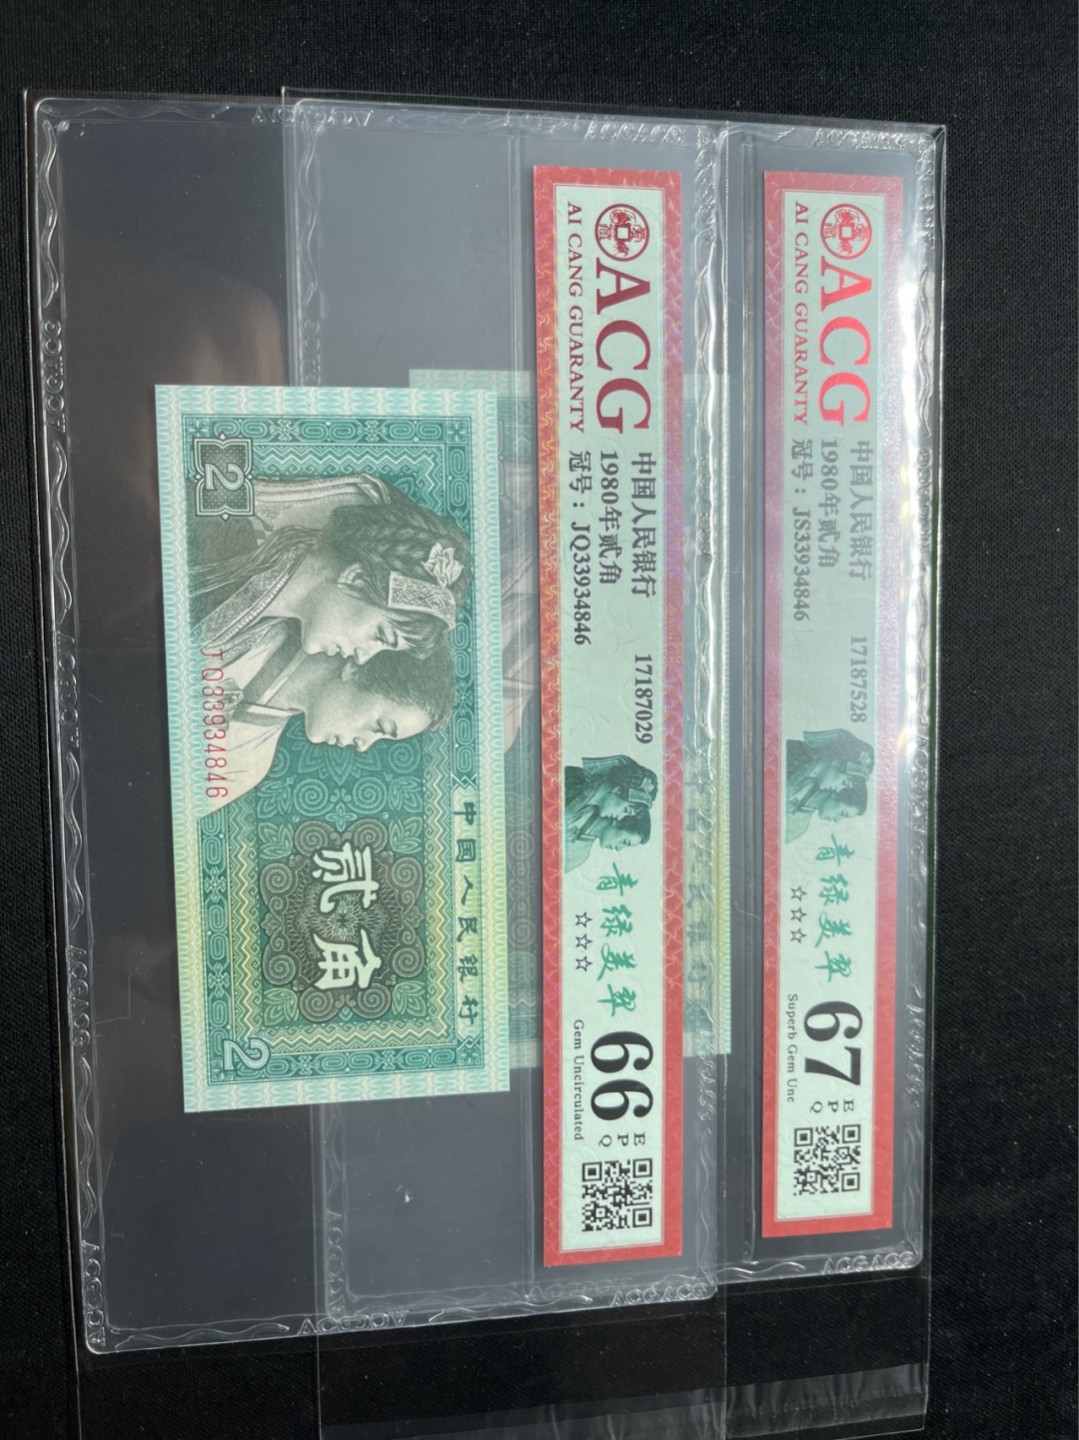 ACG
AI CANG GUARANTY
中国人民银行
1980年贰角
冠号：JS33934846
17187528
青绿美翠
☆☆☆
67
EPQ
Superb Gem Unc
ACG
AI CANG GUARANTY
中国人民银行
1980年贰角
冠号：JQ33934846
17187029
青绿美翠
☆☆☆
66
EPQ
Gem Uncirculated
中国人民银行
贰角
2
2
JQ33934846